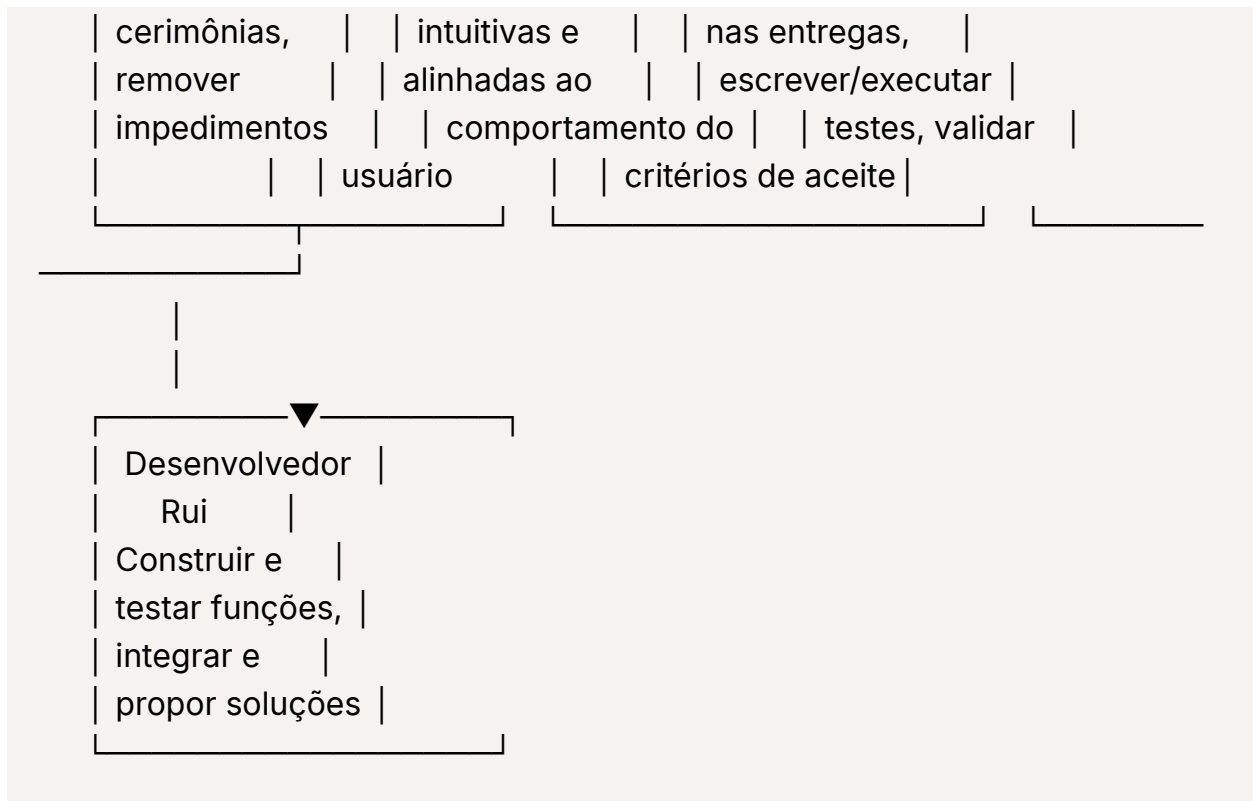 │ cerimônias, │ │ intuitivas e │ │ nas entregas, │
│ remover │ │ alinhadas ao │ │ escrever/executar │
│ impedimentos │ │ comportamento do │ │ testes, validar │
│ │ │ usuário │ │ critérios de aceite│
└─────────┬─────────┘ └────────────────────┘ └────────
────────────┘
│
│
┌─────────▼─────────┐
│ Desenvolvedor │
│ Rui │
│ Construir e │
│ testar funções, │
│ integrar e │
│ propor soluções │
└───────────────────┘